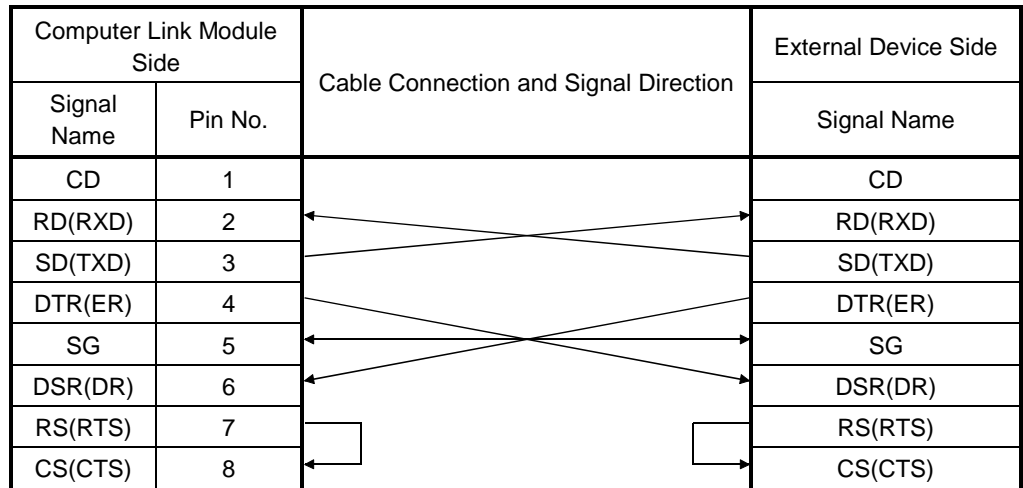 Computer Link Module
Side
Cable Connection and Signal Direction
External Device Side
Signal
Name
Pin No.
Signal Name
CD 1 CD
RD(RXD) 2 RD(RXD)
SD(TXD) 3 SD(TXD)
DTR(ER) 4 DTR(ER)
SG 5 SG
DSR(DR) 6 DSR(DR)
RS(RTS) 7 RS(RTS)
CS(CTS) 8 CS(CTS)